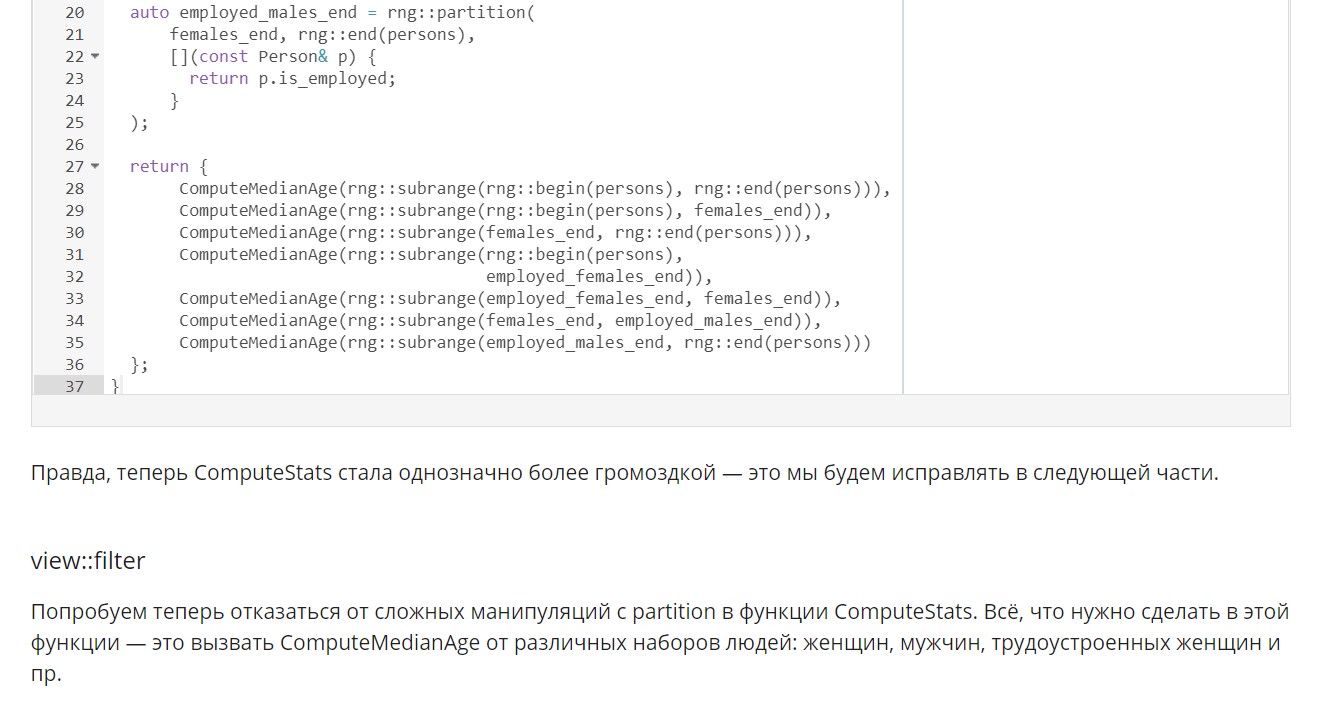 20 auto employed_males_end = rng::partition(
21 females_end, rng::end(persons),
22 [](const Person& p) {
23 return p.is_employed;
24 }
25 );
26
27 return {
28 ComputeMedianAge(rng::subrange(rng::begin(persons), rng::end(persons))),
29 ComputeMedianAge(rng::subrange(rng::begin(persons), females_end)),
30 ComputeMedianAge(rng::subrange(females_end, rng::end(persons))),
31 ComputeMedianAge(rng::subrange(rng::begin(persons),
32 employed_females_end)),
33 ComputeMedianAge(rng::subrange(employed_females_end, females_end)),
34 ComputeMedianAge(rng::subrange(females_end, employed_males_end)),
35 ComputeMedianAge(rng::subrange(employed_males_end, rng::end(persons)))
36 };
37 }
Правда, теперь ComputeStats стала однозначно более громоздкой — это мы будем исправлять в следующей части.
view::filter
Попробуем теперь отказаться от сложных манипуляций с partition в функции ComputeStats. Всё, что нужно сделать в этой
функции — это вызвать ComputeMedianAge от различных наборов людей: женщин, мужчин, трудоустроенных женщин и
пр.